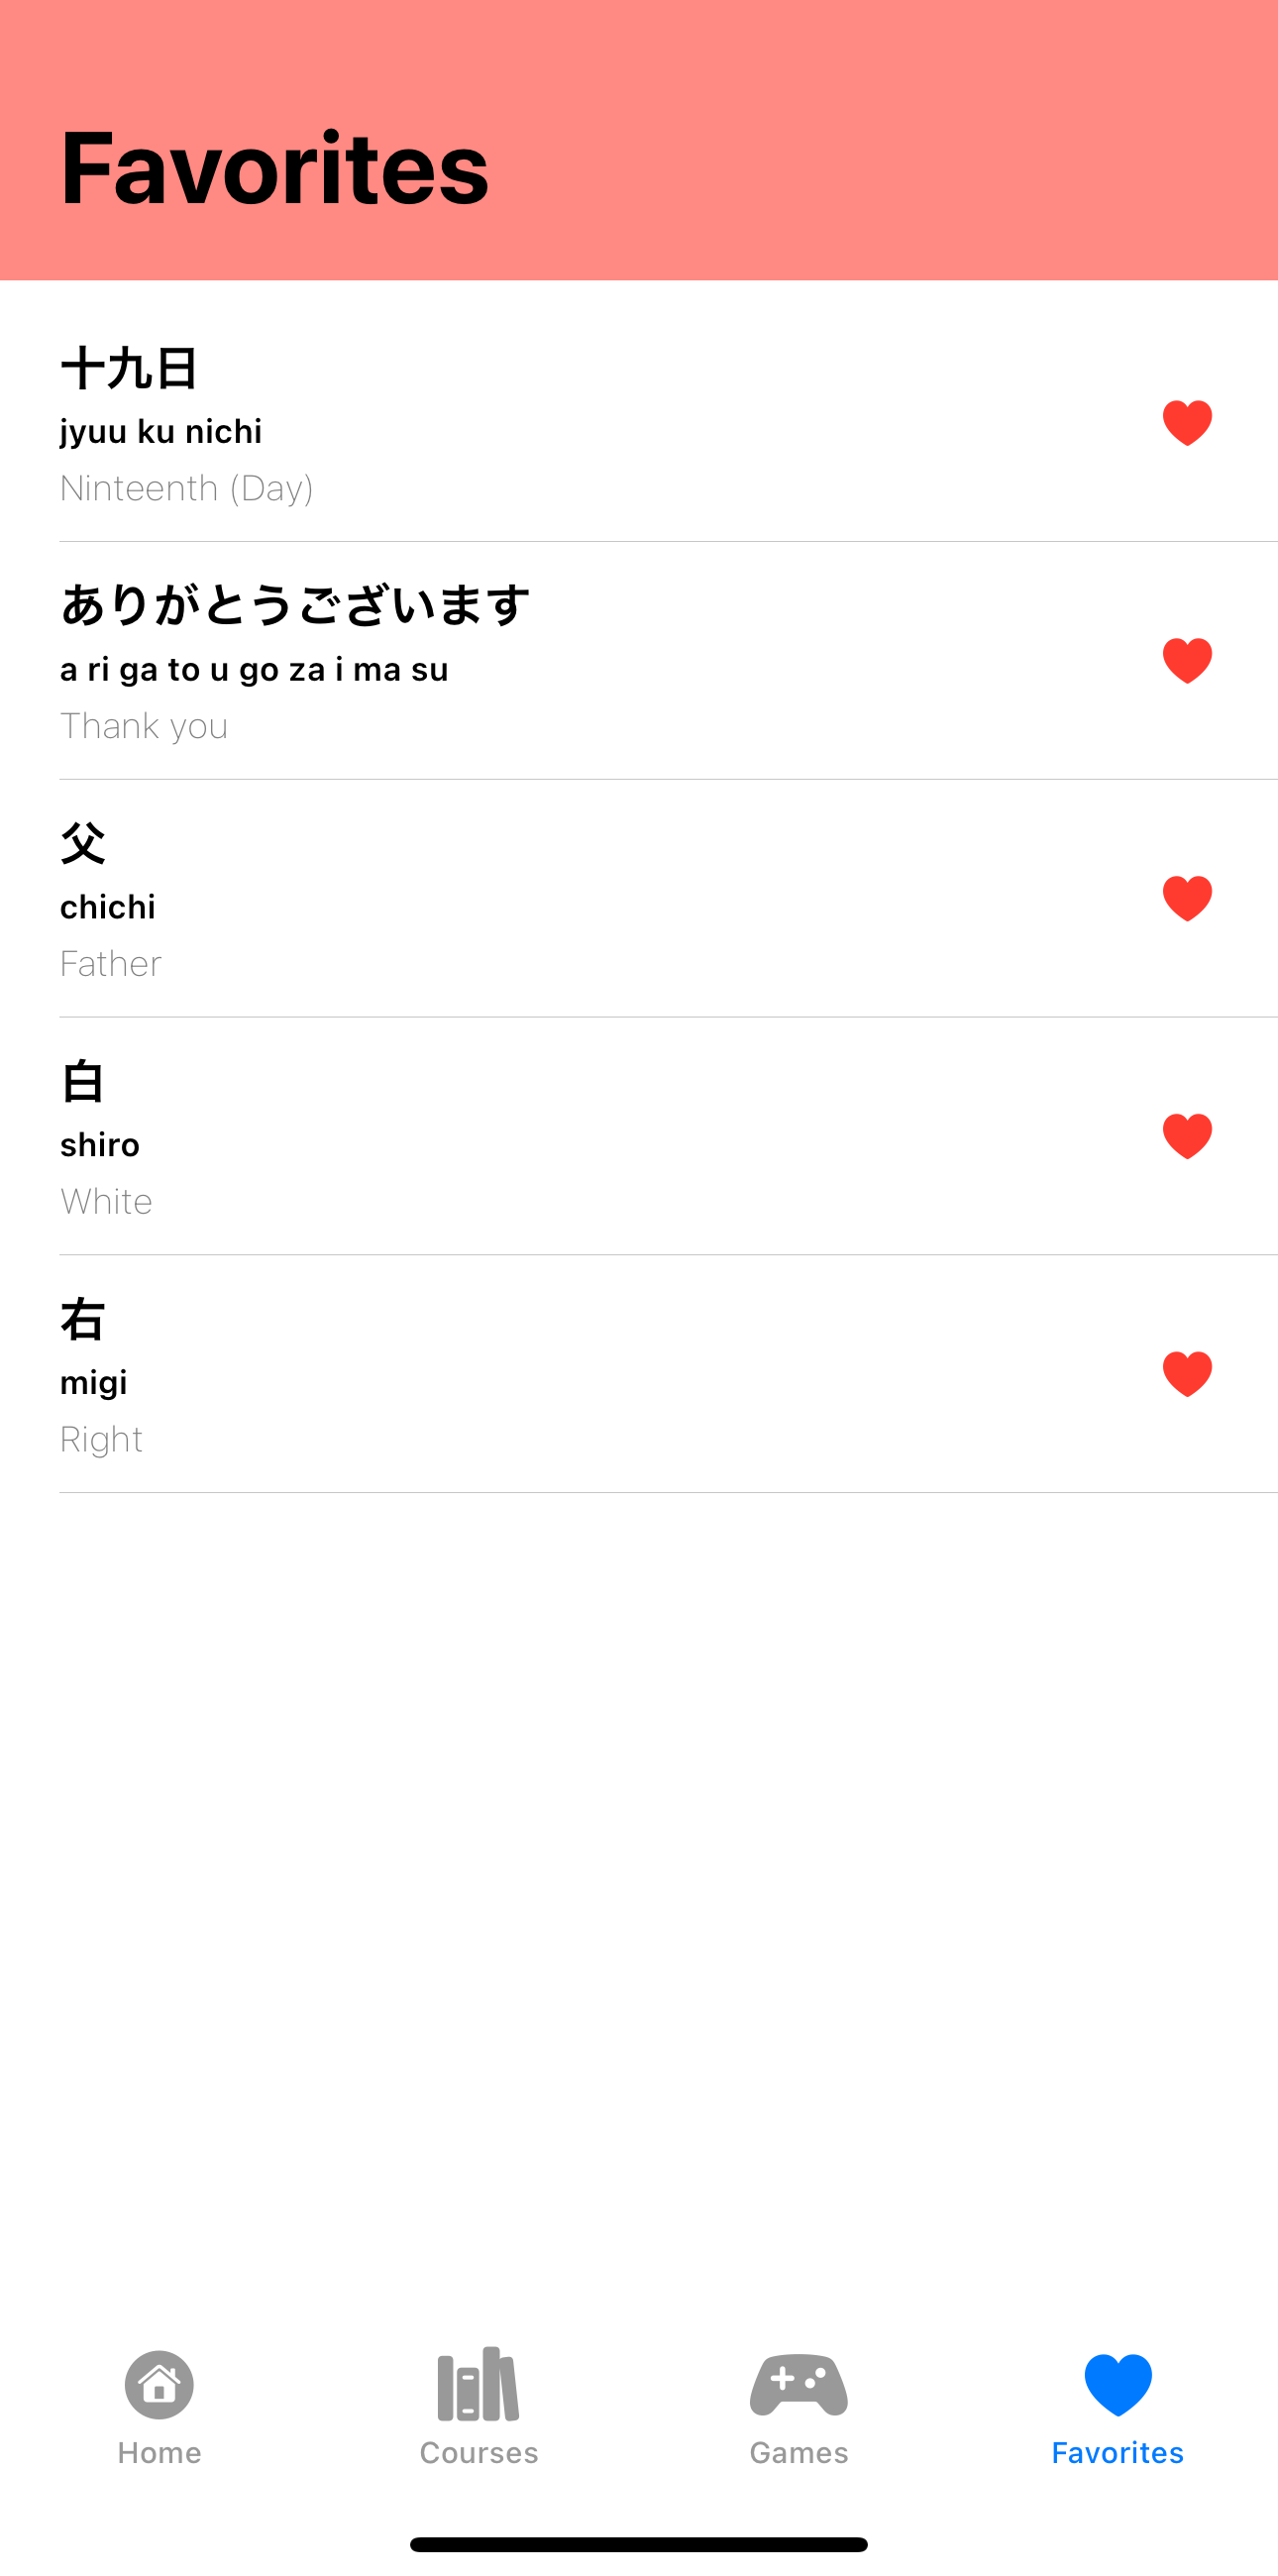 Favorites
十九日
jyuu ku nichi
Ninteenth (Day)
ありがとうございます
a ri ga to u go za i ma su
Thank you
父
chichi
Father
白
shiro
White
右
migi
Right
Home
Courses
Games
Favorites